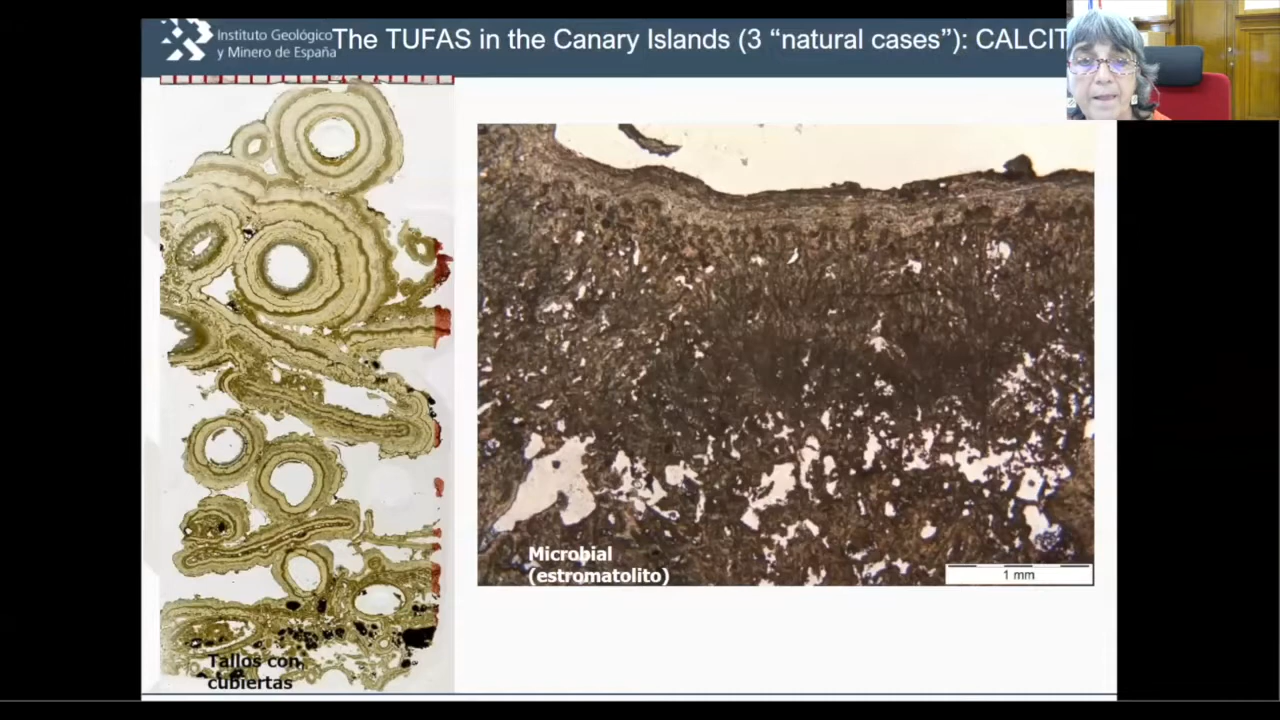 Instituto Geológico
y Minero de España
The TUFAS in the Canary Islands (3 “natural cases”): CALCIT
Microbial
(estromatolito)
1 mm
Tallos con
cubiertas